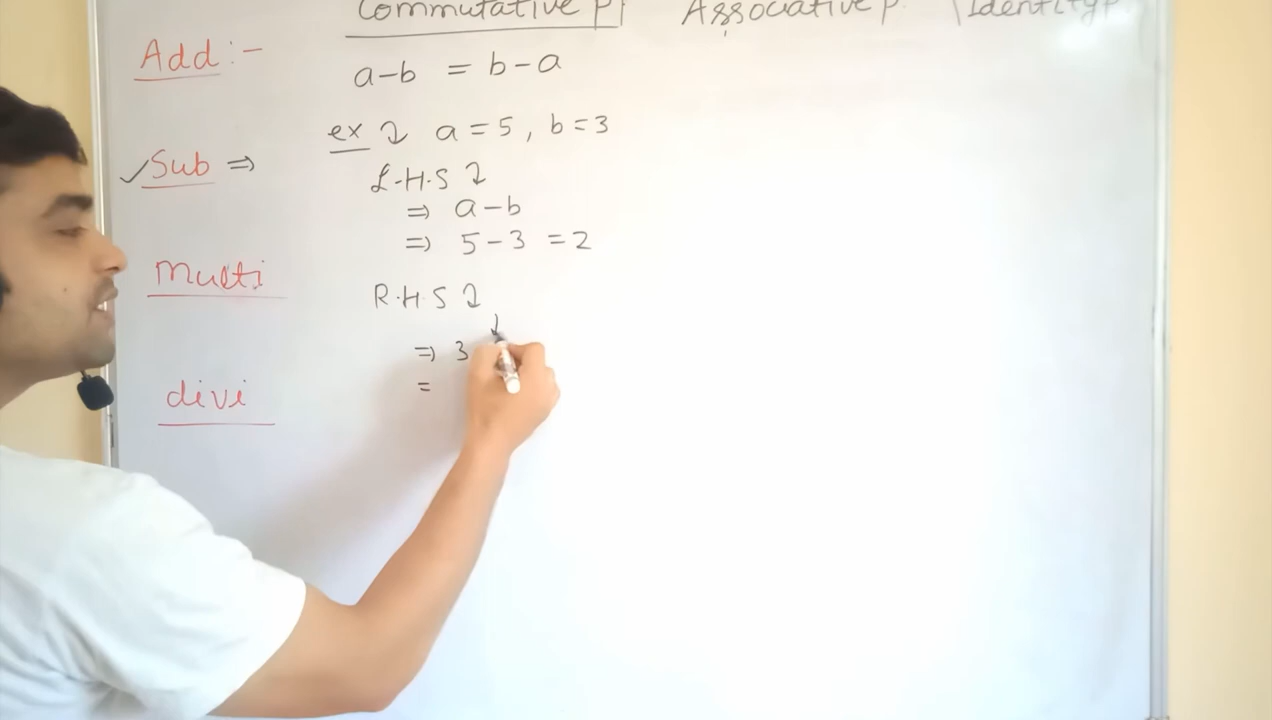 Commutative P. Associative P. Identity P
Add :-
a-b = b-a
ex a = 5, b = 3
Sub ⇒
L.H.S
⇒ a-b
⇒ 5-3 = 2
Multi
R.H.S
⇒ 3
=
divi